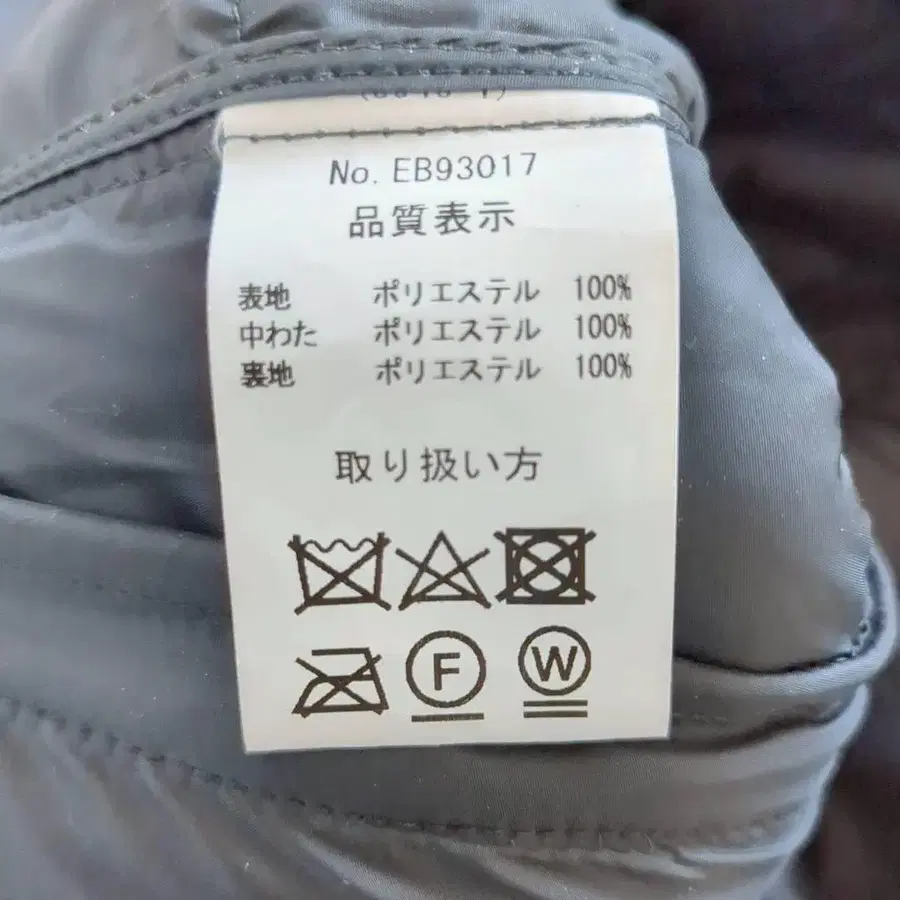 No. EB93017
品質表示
表地 ポリエステル 100%
中わた ポリエステル 100%
裏地 ポリエステル 100%
取り扱い方
F W